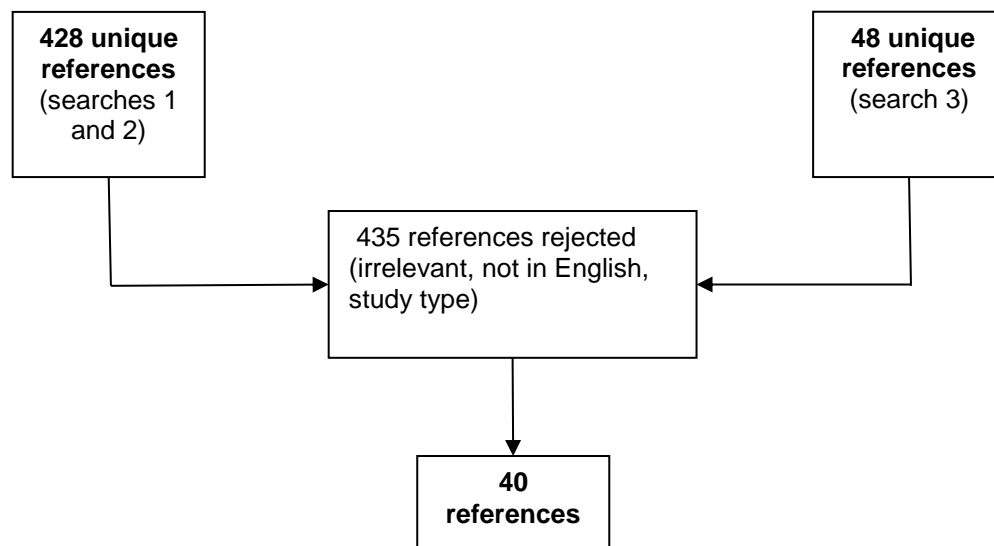 428 unique
references
(searches 1
and 2)
48 unique
references
(search 3)
435 references rejected
(irrelevant, not in English,
study type)
40
references